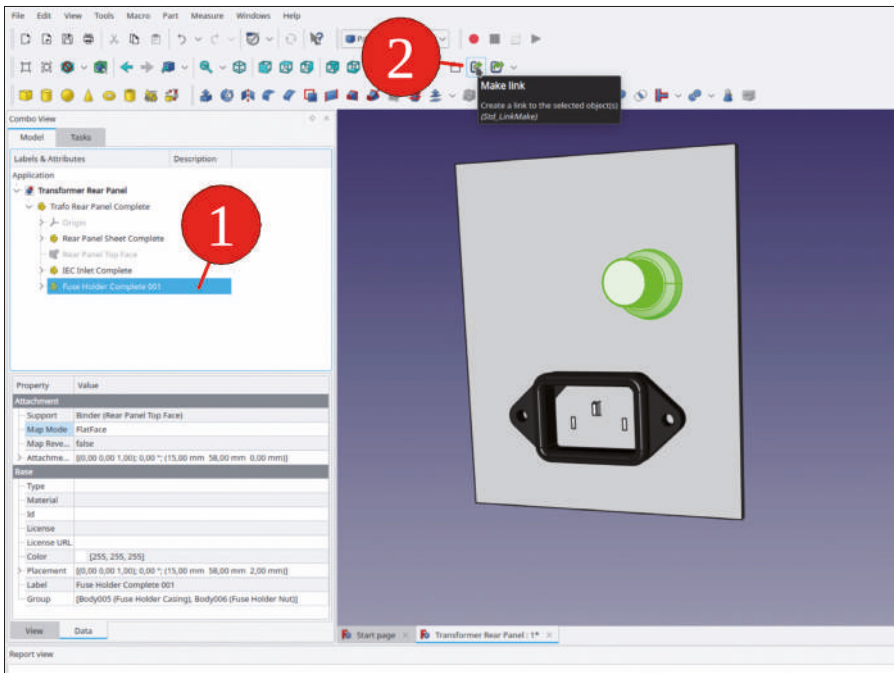 File Edit View Tools Macro Part Measure Windows Help
2
Make link
Create a link to the selected object(s)
(Std_LinkMake)
Combo View
Model Tasks
Labels & Attributes Description
Application
Transformer Rear Panel
Trafo Rear Panel Complete
Origin
Rear Panel Sheet Complete
Rear Panel Top Face
IEC Inlet Complete
Fuse Holder Complete 001
1
Property Value
Attachment
Support Binder (Rear Panel Top Face)
Map Mode FlatFace
Map Reve... false
Attachme... [(0,00 0,00 1,00); 0,00 °; (15,00 mm 58,00 mm 0,00 mm)]
Base
Type
Material
Id
License
License URL
Color [255, 255, 255]
Placement [(0,00 0,00 1,00); 0,00 °; (15,00 mm 58,00 mm 2,00 mm)]
Label Fuse Holder Complete 001
Group [Body005 (Fuse Holder Casing), Body006 (Fuse Holder Nut)]
View Data
Start page Transformer Rear Panel : 1*
Report view